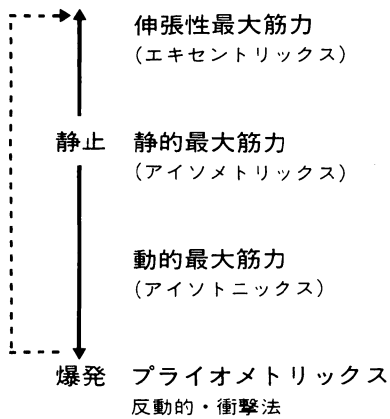 伸張性最大筋力
(エキセントリックス)
静止 静的最大筋力
(アイソメトリックス)
動的最大筋力
(アイソトニックス)
爆発 プライオメトリックス
反動的・衝撃法